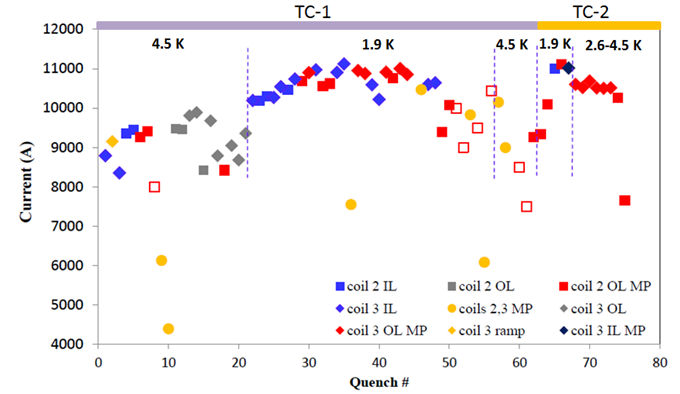 TC-1 TC-2
4.5 K 1.9 K 4.5 K 1.9 K 2.6-4.5 K
12000
11000
10000
9000
8000
7000
6000
5000
4000
Current (A)
coil 2 IL coil 2 OL coil 2 OL MP
coil 3 IL coils 2,3 MP coil 3 OL
coil 3 OL MP coil 3 ramp coil 3 IL MP
0 10 20 30 40 50 60 70 80
Quench #